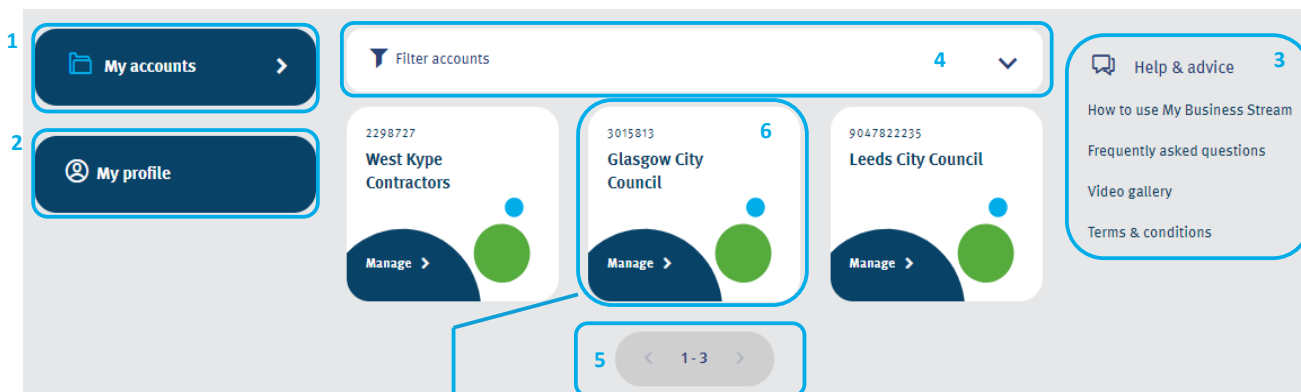 1
My accounts
2
My profile
Filter accounts
4
2298727
West Kype
Contractors
Manage
3015813
6
Glasgow City
Council
Manage
9047822235
Leeds City Council
Manage
5
1 - 3
Help & advice
3
How to use My Business Stream
Frequently asked questions
Video gallery
Terms & conditions